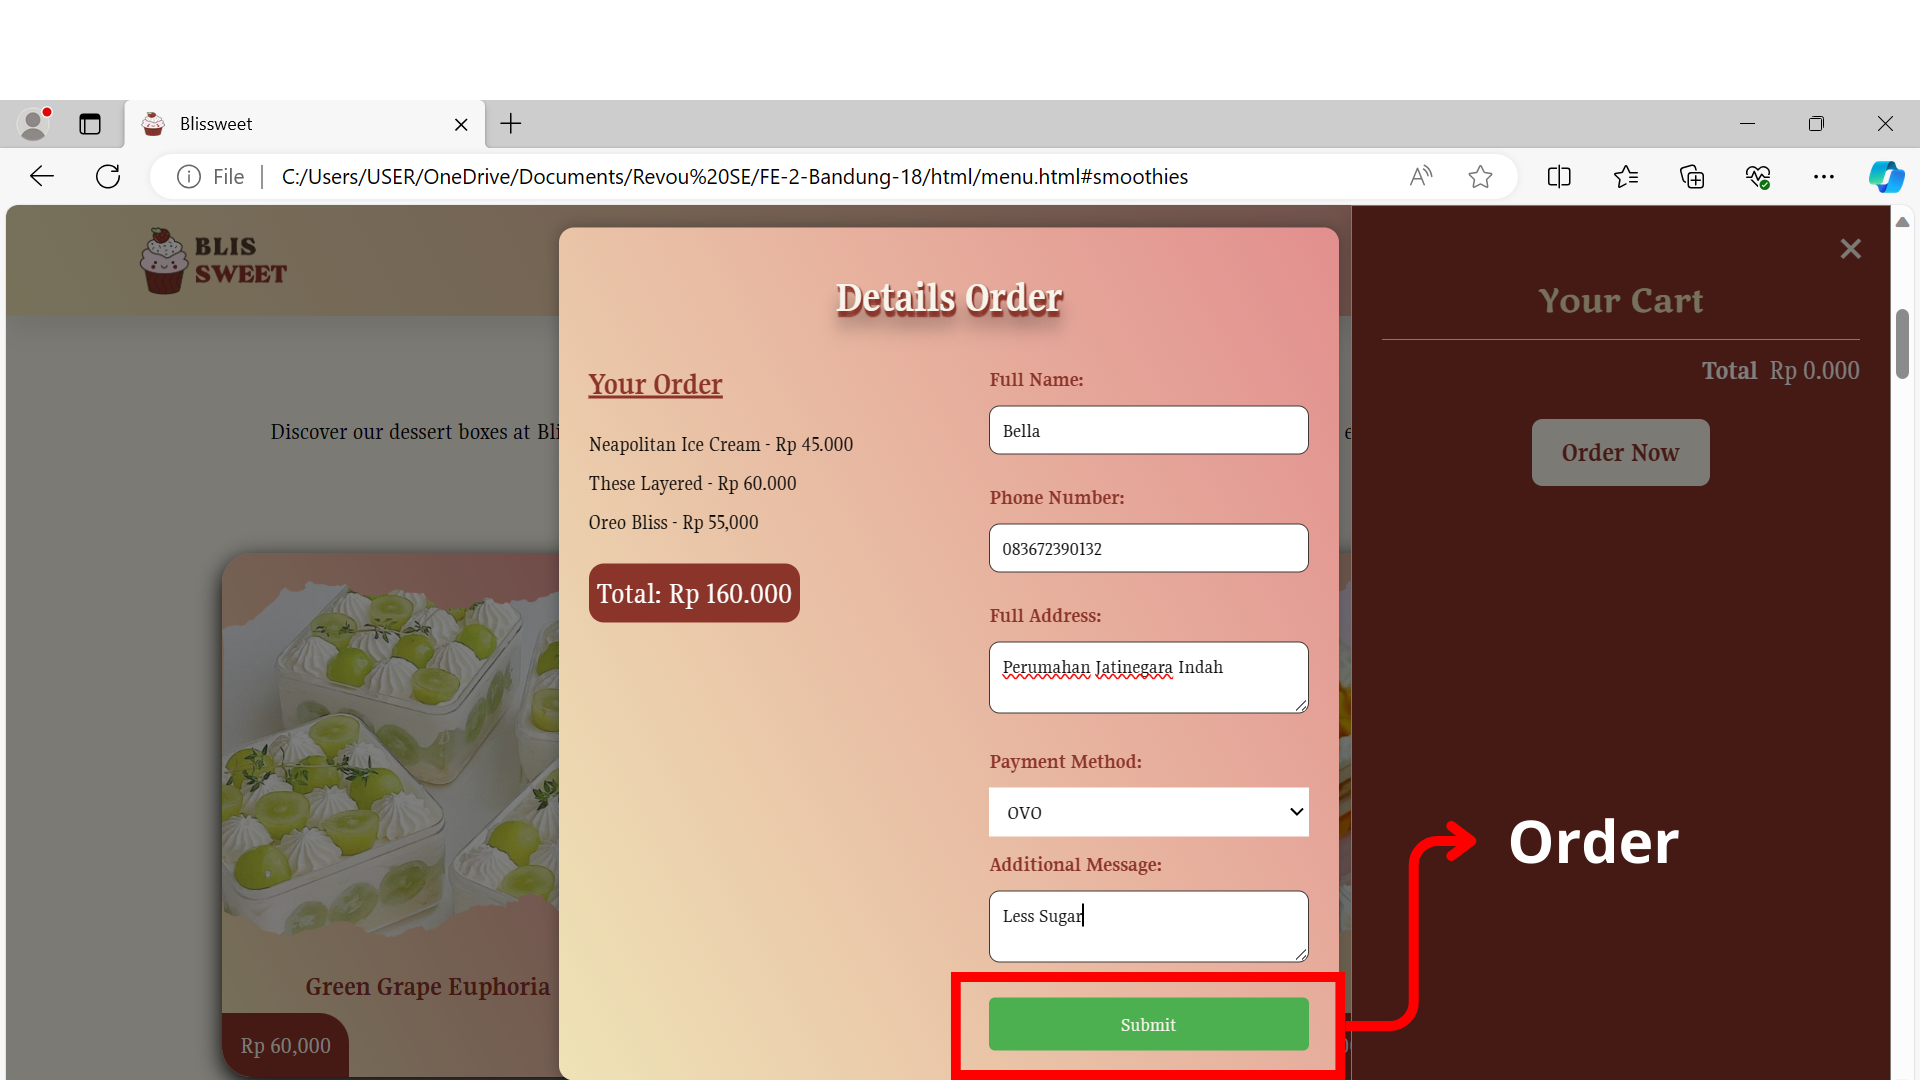 Blissweet
File
C:/Users/USER/OneDrive/Documents/Revou%20SE/FE-2-Bandung-18/html/menu.html#smoothies
BLIS
SWEET
Discover our dessert boxes at Bli
Green Grape Euphoria
Rp 60,000
Details Order
Your Order
Neapolitan Ice Cream - Rp 45.000
These Layered - Rp 60.000
Oreo Bliss - Rp 55,000
Total: Rp 160.000
Full Name:
Bella
Phone Number:
083672390132
Full Address:
Perumahan Jatinegara Indah
Payment Method:
OVO
Additional Message:
Less Sugar
Submit
Your Cart
Total Rp 0.000
Order Now
Order